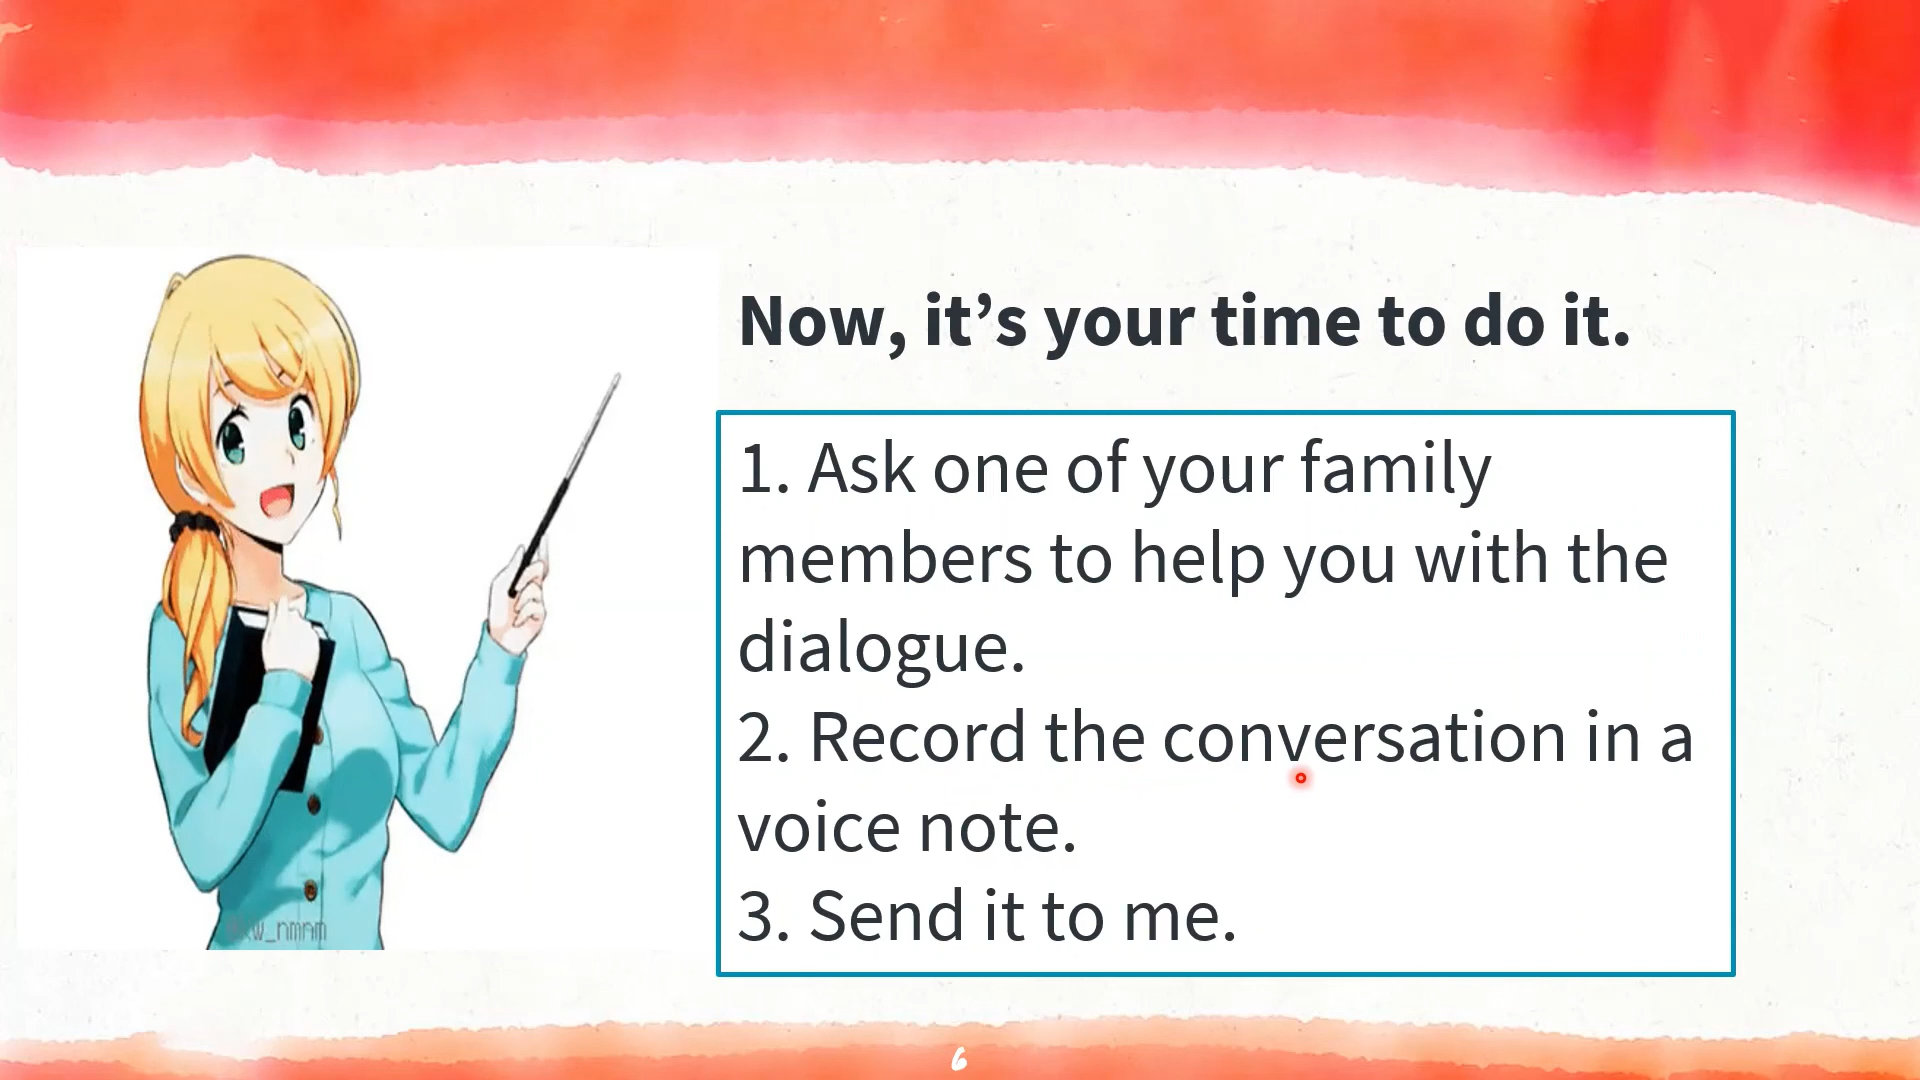 Now, it’s your time to do it.
1. Ask one of your family
members to help you with the
dialogue.
2. Record the conversation in a
voice note.
3. Send it to me.
6